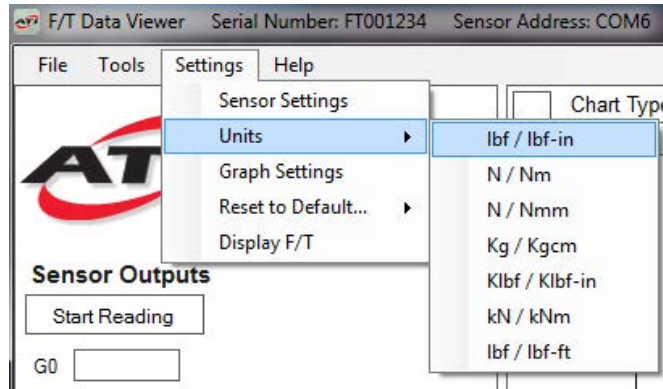 ATI F/T Data Viewer Serial Number: FT001234 Sensor Address: COM6
File Tools Settings Help
Sensor Settings
Units
Graph Settings
Reset to Default...
Display F/T
lbf / lbf-in
N / Nm
N / Nmm
Kg / Kgcm
Klbf / Klbf-in
kN / kNm
lbf / lbf-ft
Chart
AT
Sensor Outputs
Start Reading
G0